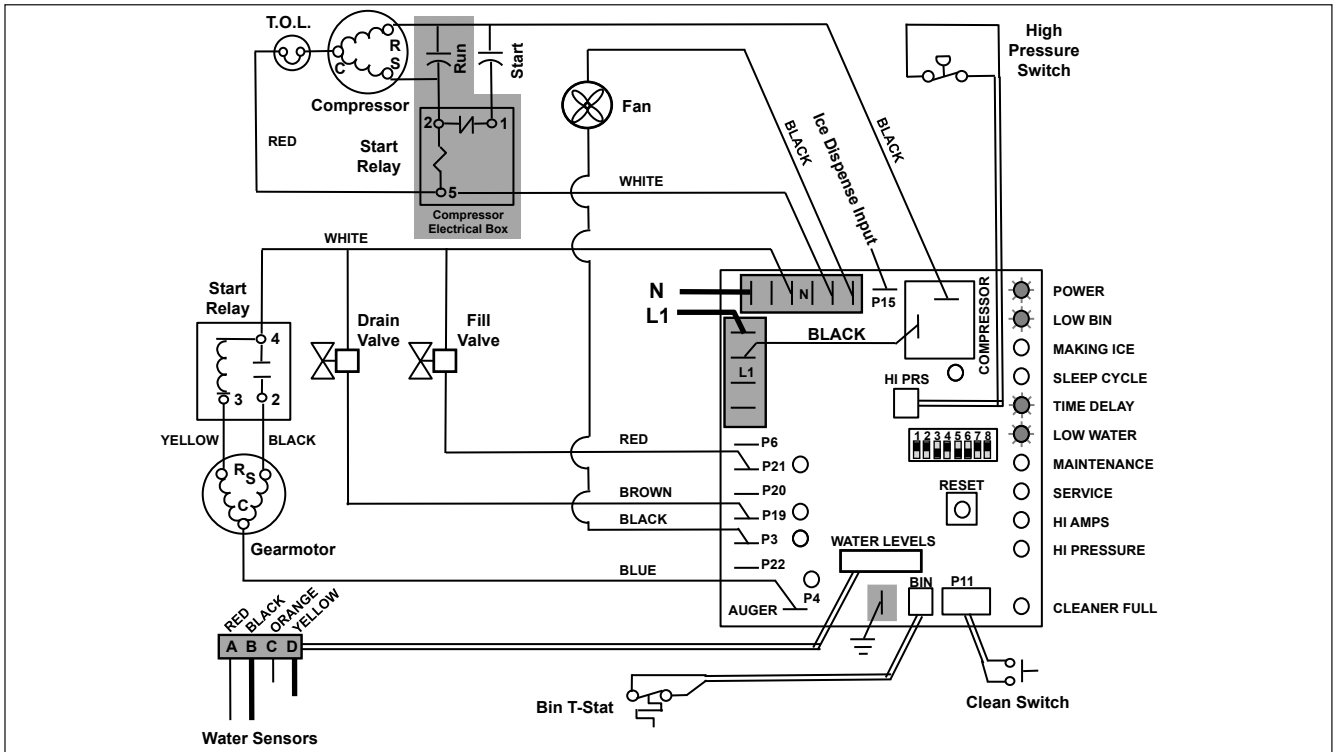 T.O.L.
R
S
C
Compressor
Run
Start
2
1
5
Start
Relay
Compressor
Electrical Box
RED
WHITE
Fan
BLACK
Ice Dispense Input
BLACK
High
Pressure
Switch
WHITE
Start
Relay
4
3
2
YELLOW
BLACK
R
S
C
Gearmotor
Drain
Valve
Fill
Valve
N
L1
N
P15
L1
BLACK
COMPRESSOR
HI PRS
1 2 3 4 5 6 7 8
RESET
POWER
LOW BIN
MAKING ICE
SLEEP CYCLE
TIME DELAY
LOW WATER
MAINTENANCE
SERVICE
HI AMPS
HI PRESSURE
CLEANER FULL
RED
BROWN
BLACK
BLUE
P6
P21
P20
P19
P3
P22
P4
AUGER
WATER LEVELS
BIN
P11
RED
BLACK
ORANGE
YELLOW
A B C D
Water Sensors
Bin T-Stat
Clean Switch